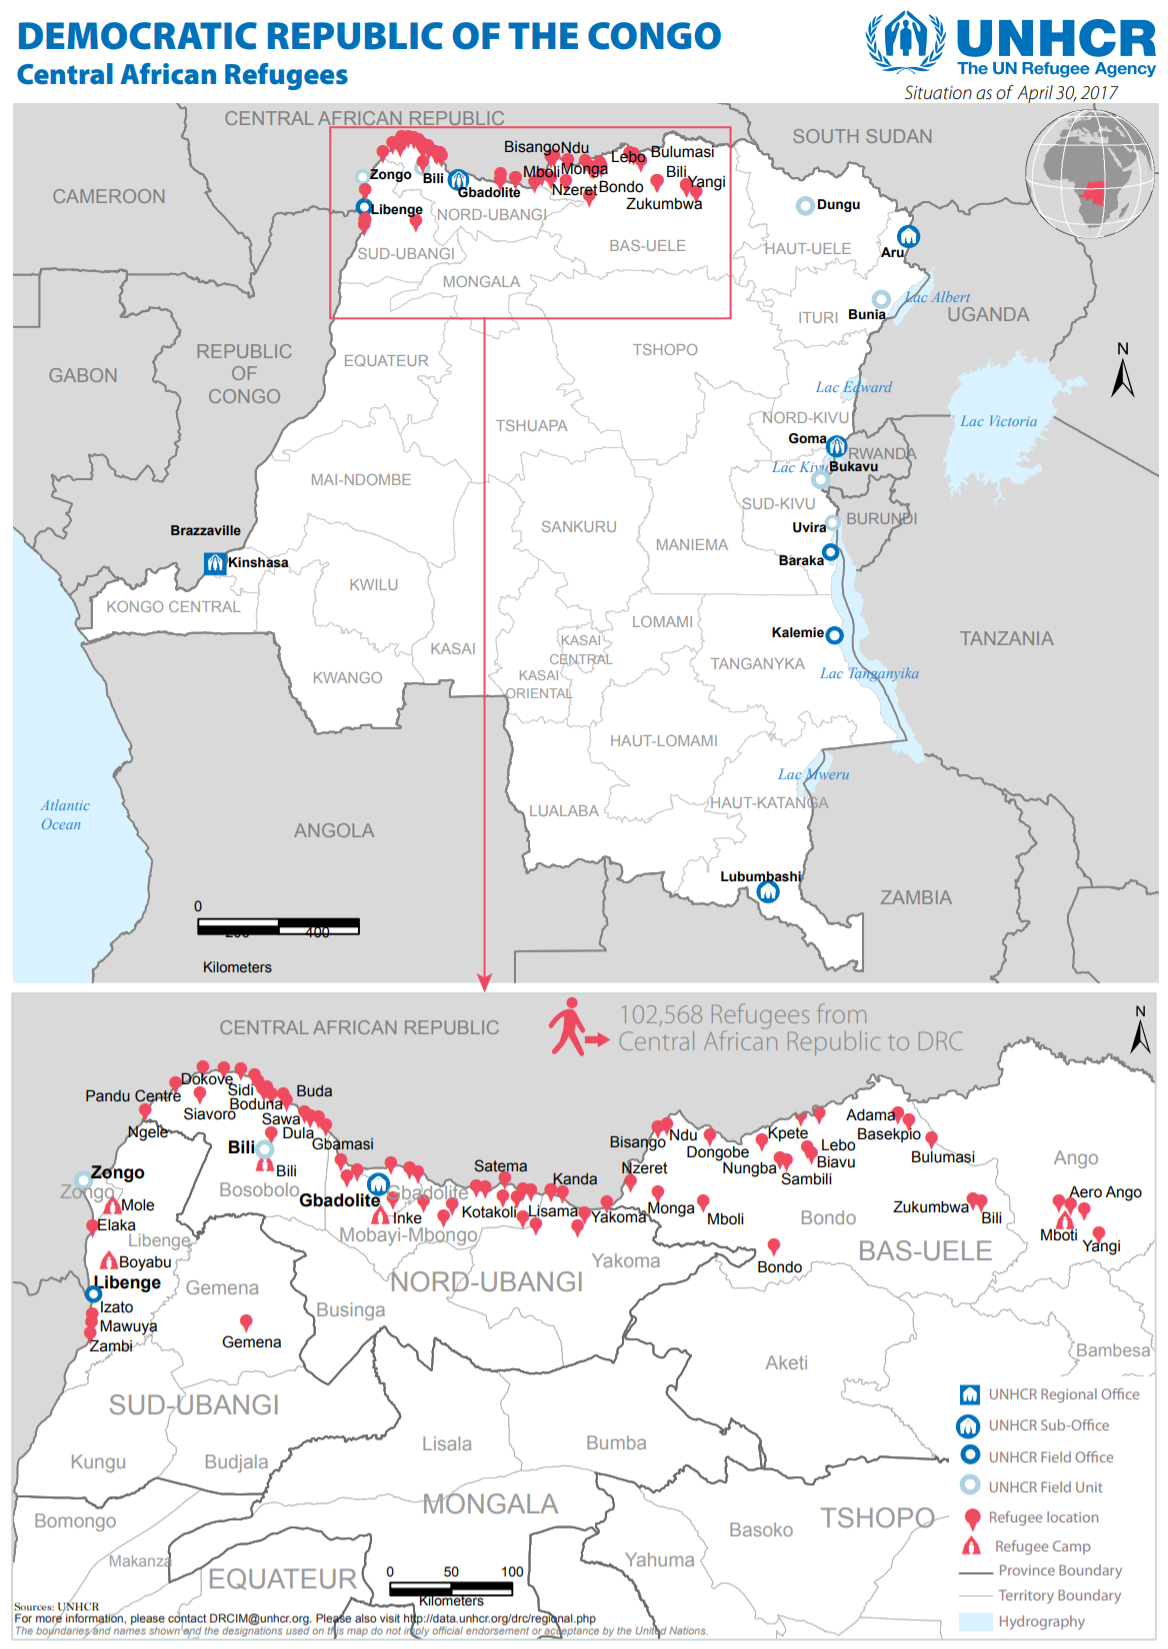 DEMOCRATIC REPUBLIC OF THE CONGO
Central African Refugees
UNHCR
The UN Refugee Agency
Situation as of April 30, 2017
CENTRAL AFRICAN REPUBLIC
SOUTH SUDAN
CAMEROON
Bisango Ndu
Lebo Bulumasi
Zongo
Bili
Gbadolite
Mboli Monga
Nzeret Bondo
Bili
Yangi
Zukumbwa
Libenge
NORD-UBANGI
Dungu
SUD-UBANGI
BAS-UELE
HAUT-UELE
Aru
MONGALA
Lac Albert
Bunia
ITURI
UGANDA
REPUBLIC
OF
CONGO
GABON
EQUATEUR
TSHOPO
N
Lac Edward
NORD-KIVU
Lac Victoria
TSHUAPA
Goma
RWANDA
Lac Kivu
Bukavu
MAI-NDOMBE
SUD-KIVU
BURUNDI
Uvira
SANKURU
MANIEMA
Baraka
Brazzaville
Kinshasa
KWILU
KONGO CENTRAL
LOMAMI
Kalemie
TANZANIA
KASAI
KASAI
CENTRAL
TANGANYKA
KWANGO
KASAI
ORIENTAL
Lac Tanganyika
HAUT-LOMAMI
Lac Mweru
HAUT-KATANGA
LUALABA
Atlantic
Ocean
ANGOLA
Lubumbashi
ZAMBIA
0
200 400
Kilometers
CENTRAL AFRICAN REPUBLIC
102,568 Refugees from
Central African Republic to DRC
N
Dokove
Pandu Centre
Sidi
Buda
Boduna
Siavoro
Sawa
Ngele
Dula
Gbamasi
Adama
Basekpio
Kpete
Bisango
Ndu
Dongobe
Lebo
Biavu
Bulumasi
Bili
Bili
Zongo
Zongo
Satema
Kanda
Nzeret
Nungba
Sambili
Ango
Bosobolo
Gbadolite
Gbadolite
Mole
Inke
Kotakoli
Lisama
Yakoma
Monga
Mboli
Bondo
Zukumbwa
Bili
Aero Ango
Mboti
Yangi
Elaka
Libenge
Mobayi-Mbongo
Yakoma
BAS-UELE
Boyabu
Bondo
Libenge
Gemena
NORD-UBANGI
Izato
Mawuya
Zambi
Businga
Gemena
Bambesa
Aketi
SUD-UBANGI
Lisala
Bumba
Kungu
Budjala
MONGALA
TSHOPO
Bomongo
Basoko
Makanza
Yahuma
EQUATEUR
0 50 100
Kilometers
UNHCR Regional Office
UNHCR Sub-Office
UNHCR Field Office
UNHCR Field Unit
Refugee location
Refugee Camp
Province Boundary
Territory Boundary
Hydrography
Sources: UNHCR
For more information, please contact DRCIM@unhcr.org. Please also visit http://data.unhcr.org/drc/regional.php
The boundaries and names shown and the designations used on this map do not imply official endorsement or acceptance by the United Nations.